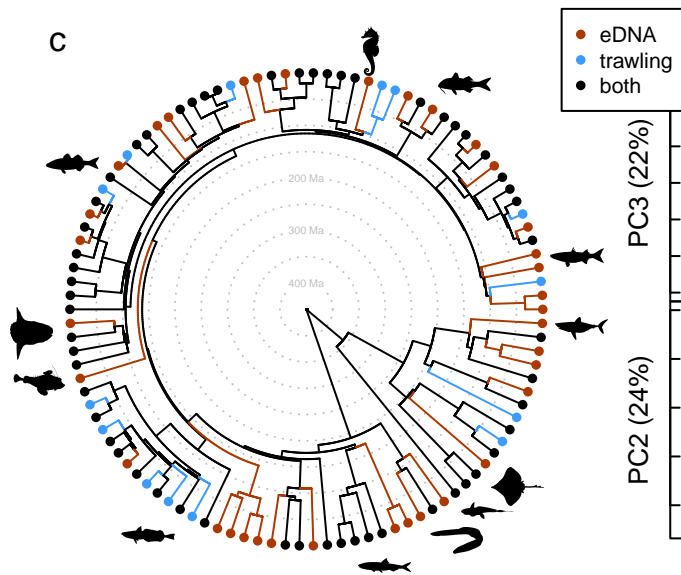 c
eDNA
trawling
both
200 Ma
300 Ma
400 Ma
PC3 (22%)
PC2 (24%)